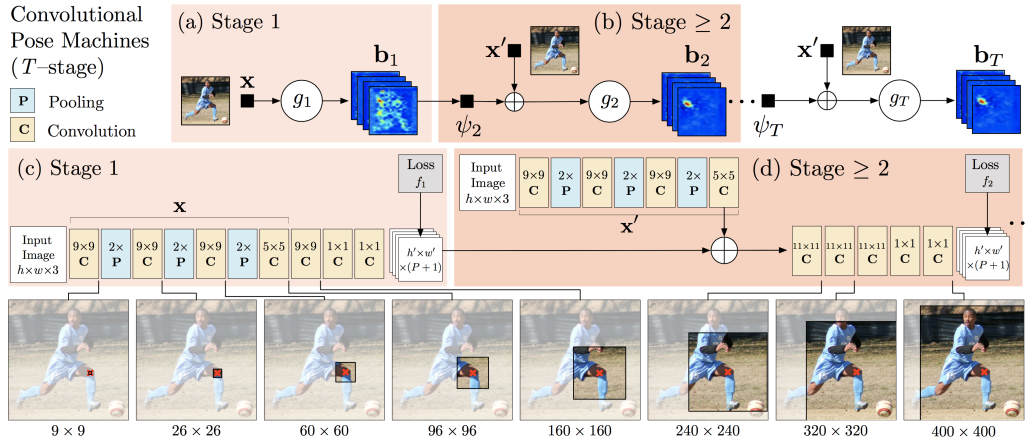 Convolutional
Pose Machines
(T–stage)
P Pooling
C Convolution
(a) Stage 1
x
g1
b1
(b) Stage ≥ 2
x′
ψ2
g2
b2
· · ·
x′
ψT
gT
bT
(c) Stage 1
Loss
f1
x
Input
Image
h×w×3
9×9
C
2×
P
9×9
C
2×
P
9×9
C
2×
P
5×5
C
9×9
C
1×1
C
1×1
C
h′×w′
×(P+1)
(d) Stage ≥ 2
Input
Image
h×w×3
9×9
C
2×
P
9×9
C
2×
P
9×9
C
2×
P
5×5
C
x′
11×11
C
11×11
C
11×11
C
1×1
C
1×1
C
Loss
f2
h′×w′
×(P+1)
· · ·
9 × 9
26 × 26
60 × 60
96 × 96
160 × 160
240 × 240
320 × 320
400 × 400